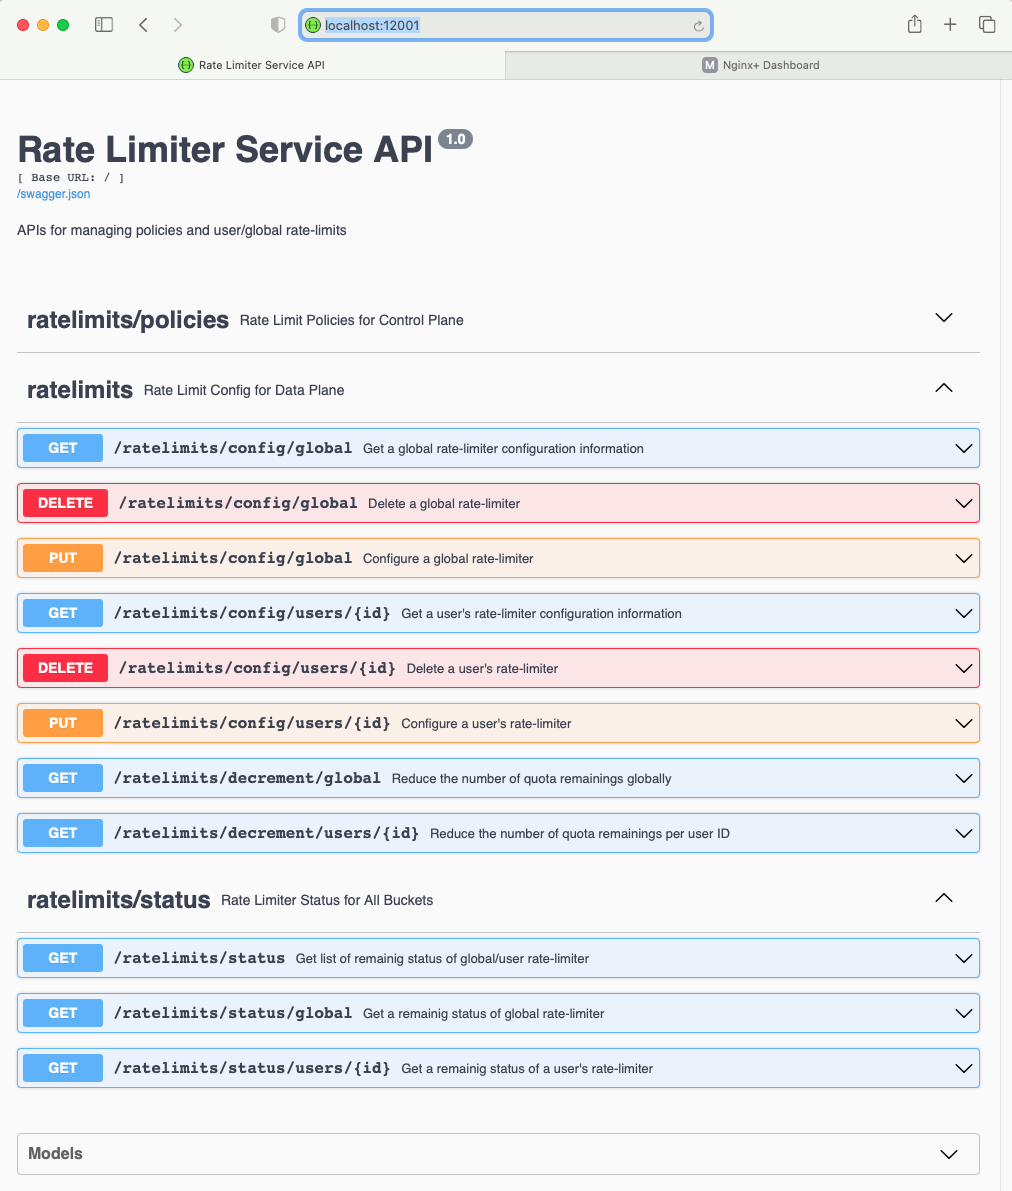 localhost:12001
Rate Limiter Service API
M Nginx+ Dashboard
Rate Limiter Service API 1.0
[ Base URL: / ]
/swagger.json
APIs for managing policies and user/global rate-limits
ratelimits/policies Rate Limit Policies for Control Plane
ratelimits Rate Limit Config for Data Plane
GET /ratelimits/config/global Get a global rate-limiter configuration information
DELETE /ratelimits/config/global Delete a global rate-limiter
PUT /ratelimits/config/global Configure a global rate-limiter
GET /ratelimits/config/users/{id} Get a user's rate-limiter configuration information
DELETE /ratelimits/config/users/{id} Delete a user's rate-limiter
PUT /ratelimits/config/users/{id} Configure a user's rate-limiter
GET /ratelimits/decrement/global Reduce the number of quota remainings globally
GET /ratelimits/decrement/users/{id} Reduce the number of quota remainings per user ID
ratelimits/status Rate Limiter Status for All Buckets
GET /ratelimits/status Get list of remainig status of global/user rate-limiter
GET /ratelimits/status/global Get a remainig status of global rate-limiter
GET /ratelimits/status/users/{id} Get a remainig status of a user's rate-limiter
Models